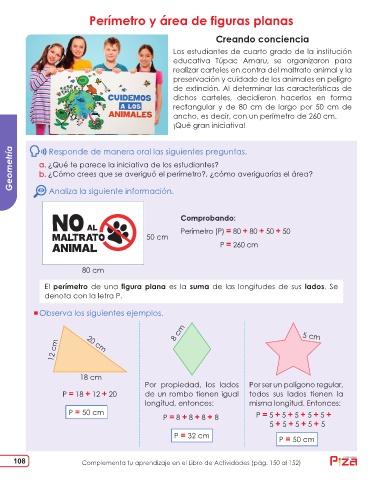 Perímetro y área de figuras planas
Creando conciencia
Los estudiantes de cuarto grado de la institución
educativa Túpac Amaru, se organizaron para
realizar carteles en contra del maltrato animal y la
preservación y cuidado de los animales en peligro
de extinción. Al determinar las características de
dichos carteles, decidieron hacerlos en forma
rectangular y de 80 cm de largo por 50 cm de
ancho, es decir, con un perímetro de 260 cm.
¡Qué gran iniciativa!
CUIDEMOS
A LOS
ANIMALES
Geometría
Responde de manera oral las siguientes preguntas.
a. ¿Qué te parece la iniciativa de los estudiantes?
b. ¿Cómo crees que se averiguó el perímetro?, ¿cómo averiguarías el área?
Analiza la siguiente información.
NO AL
MALTRATO
ANIMAL
50 cm
80 cm
Comprobando:
Perímetro (P) = 80 + 80 + 50 + 50
P = 260 cm
El perímetro de una figura plana es la suma de las longitudes de sus lados. Se
denota con la letra P.
Observa los siguientes ejemplos.
12 cm
20 cm
18 cm
P = 18 + 12 + 20
P = 50 cm
8 cm
Por propiedad, los lados
de un rombo tienen igual
longitud, entonces:
P = 8 + 8 + 8 + 8
P = 32 cm
5 cm
Por ser un polígono regular,
todos sus lados tienen la
misma longitud. Entonces:
P = 5 + 5 + 5 + 5 + 5 +
5 + 5 + 5 + 5 + 5
P = 50 cm
108
Complementa tu aprendizaje en el Libro de Actividades (pág. 150 al 152)